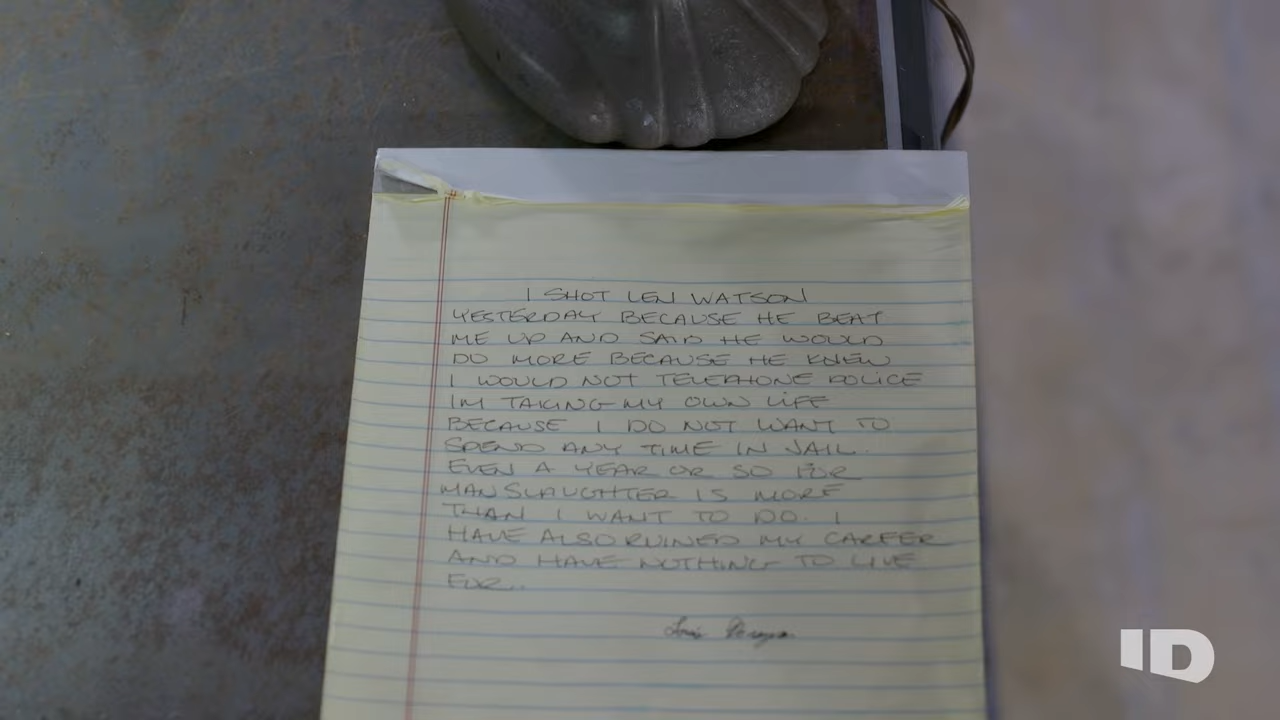 I SHOT LEN WATSON
YESTERDAY BECAUSE HE BEAT
ME UP AND SAID HE WOULD
DO MORE BECAUSE HE KNEW
I WOULD NOT TELEPHONE POLICE
IM TAKING MY OWN LIFE
BECAUSE I DO NOT WANT TO
SPEND ANY TIME IN JAIL.
EVEN A YEAR OR SO FOR
MANSLAUGHTER IS MORE
THAN I WANT TO DO. I
HAVE ALSO RUINED MY CAREER
AND HAVE NOTHING TO LIVE
FOR..
ID